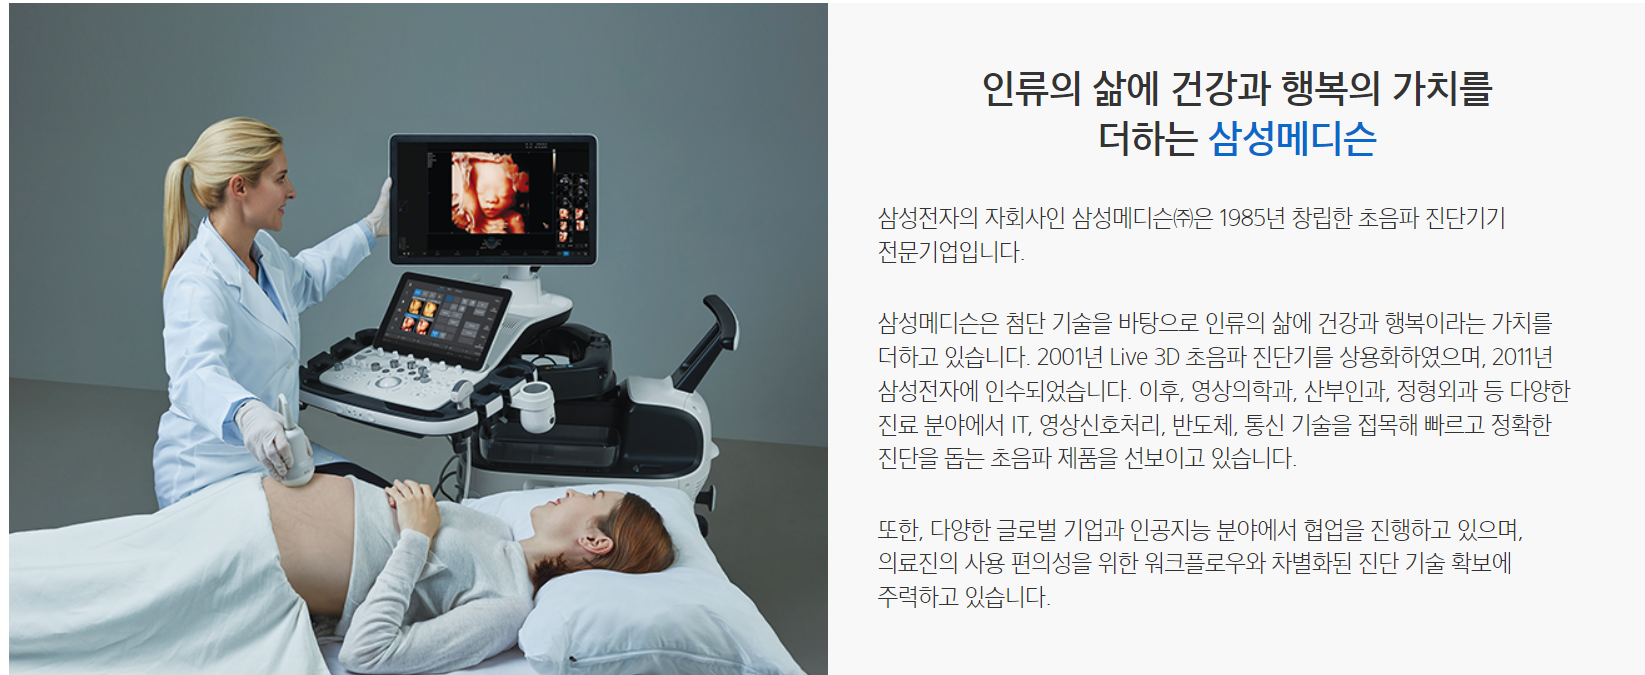 인류의 삶에 건강과 행복의 가치를
더하는 삼성메디슨
삼성전자의 자회사인 삼성메디슨㈜은 1985년 창립한 초음파 진단기기
전문기업입니다.
삼성메디슨은 첨단 기술을 바탕으로 인류의 삶에 건강과 행복이라는 가치를
더하고 있습니다. 2001년 Live 3D 초음파 진단기를 상용화하였으며, 2011년
삼성전자에 인수되었습니다. 이후, 영상의학과, 산부인과, 정형외과 등 다양한
진료 분야에서 IT, 영상신호처리, 반도체, 통신 기술을 접목해 빠르고 정확한
진단을 돕는 초음파 제품을 선보이고 있습니다.
또한, 다양한 글로벌 기업과 인공지능 분야에서 협업을 진행하고 있으며,
의료진의 사용 편의성을 위한 워크플로우와 차별화된 진단 기술 확보에
주력하고 있습니다.